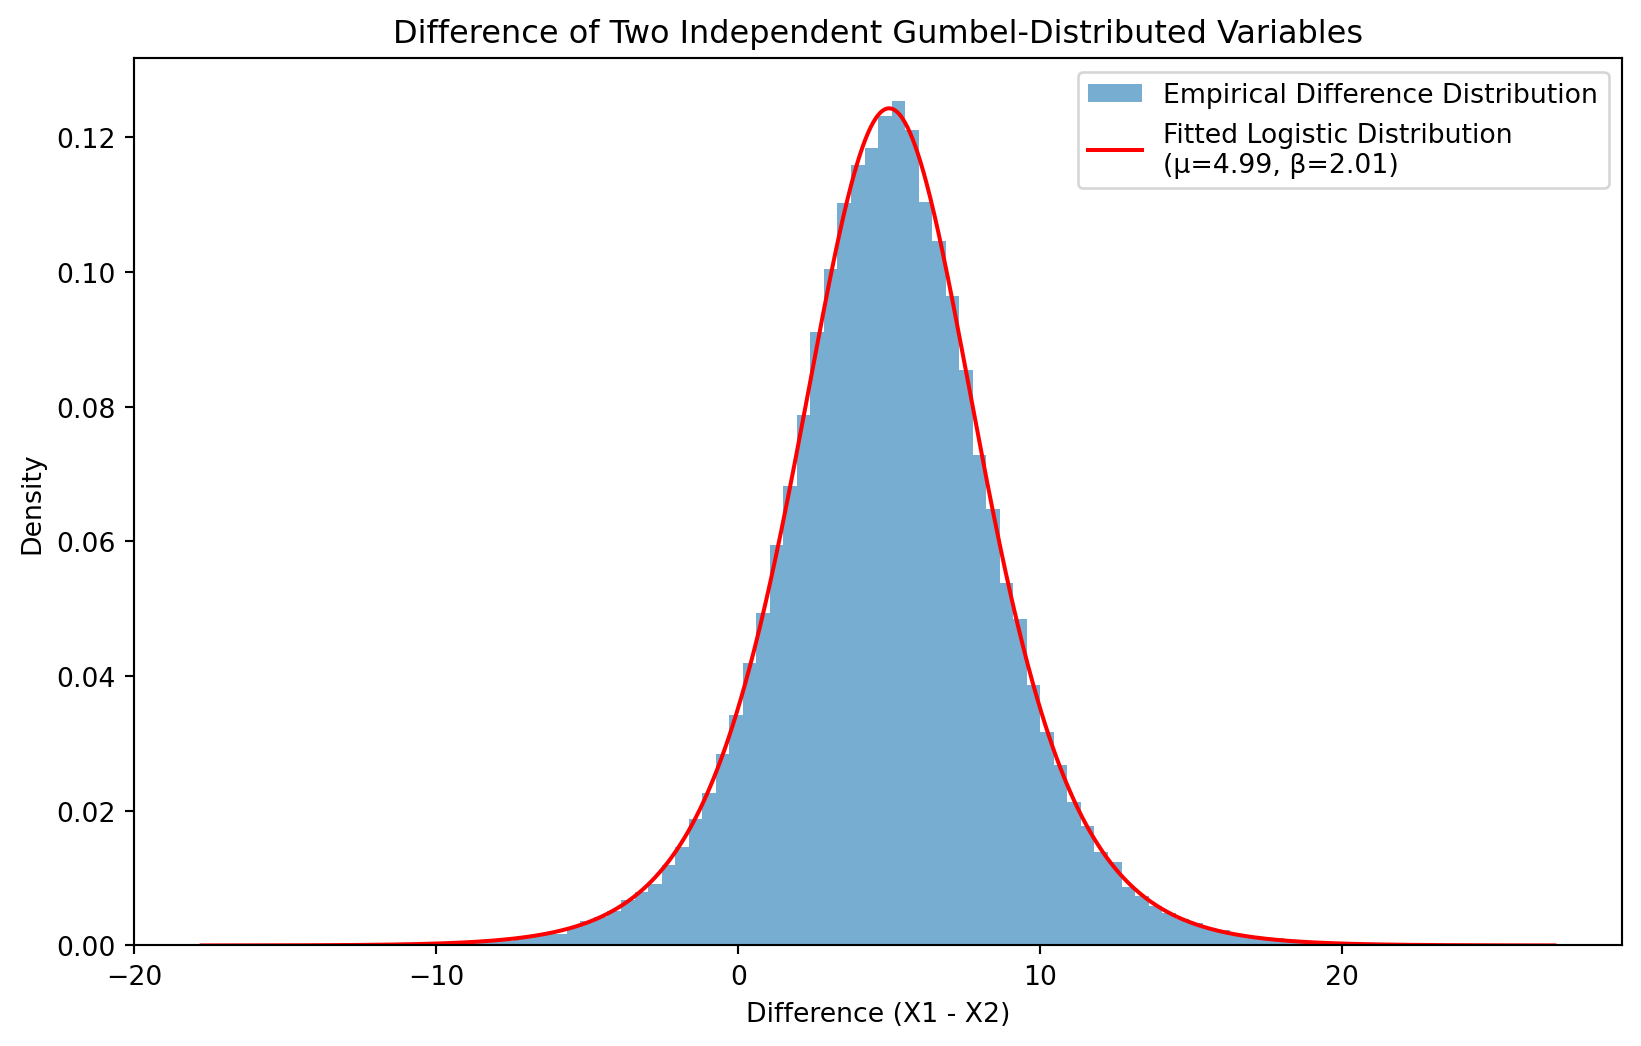 Difference of Two Independent Gumbel-Distributed Variables
Empirical Difference Distribution
Fitted Logistic Distribution
(μ=4.99, β=2.01)
0.12
0.10
0.08
0.06
0.04
0.02
0.00
Density
−20
−10
0
10
20
Difference (X1 - X2)